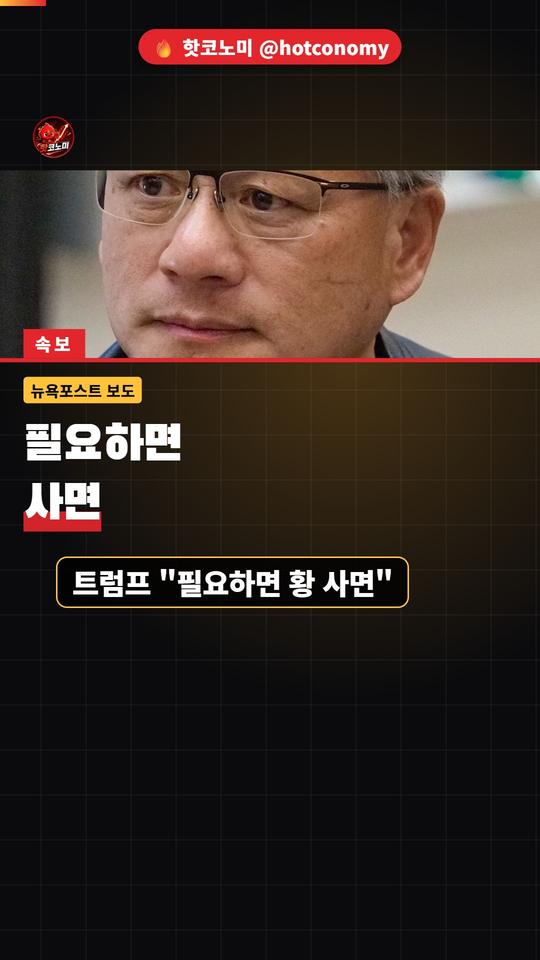 핫코노미 @hotconomy
핫코노미
속보
뉴욕포스트 보도
필요하면
사면
트럼프 "필요하면 황 사면"